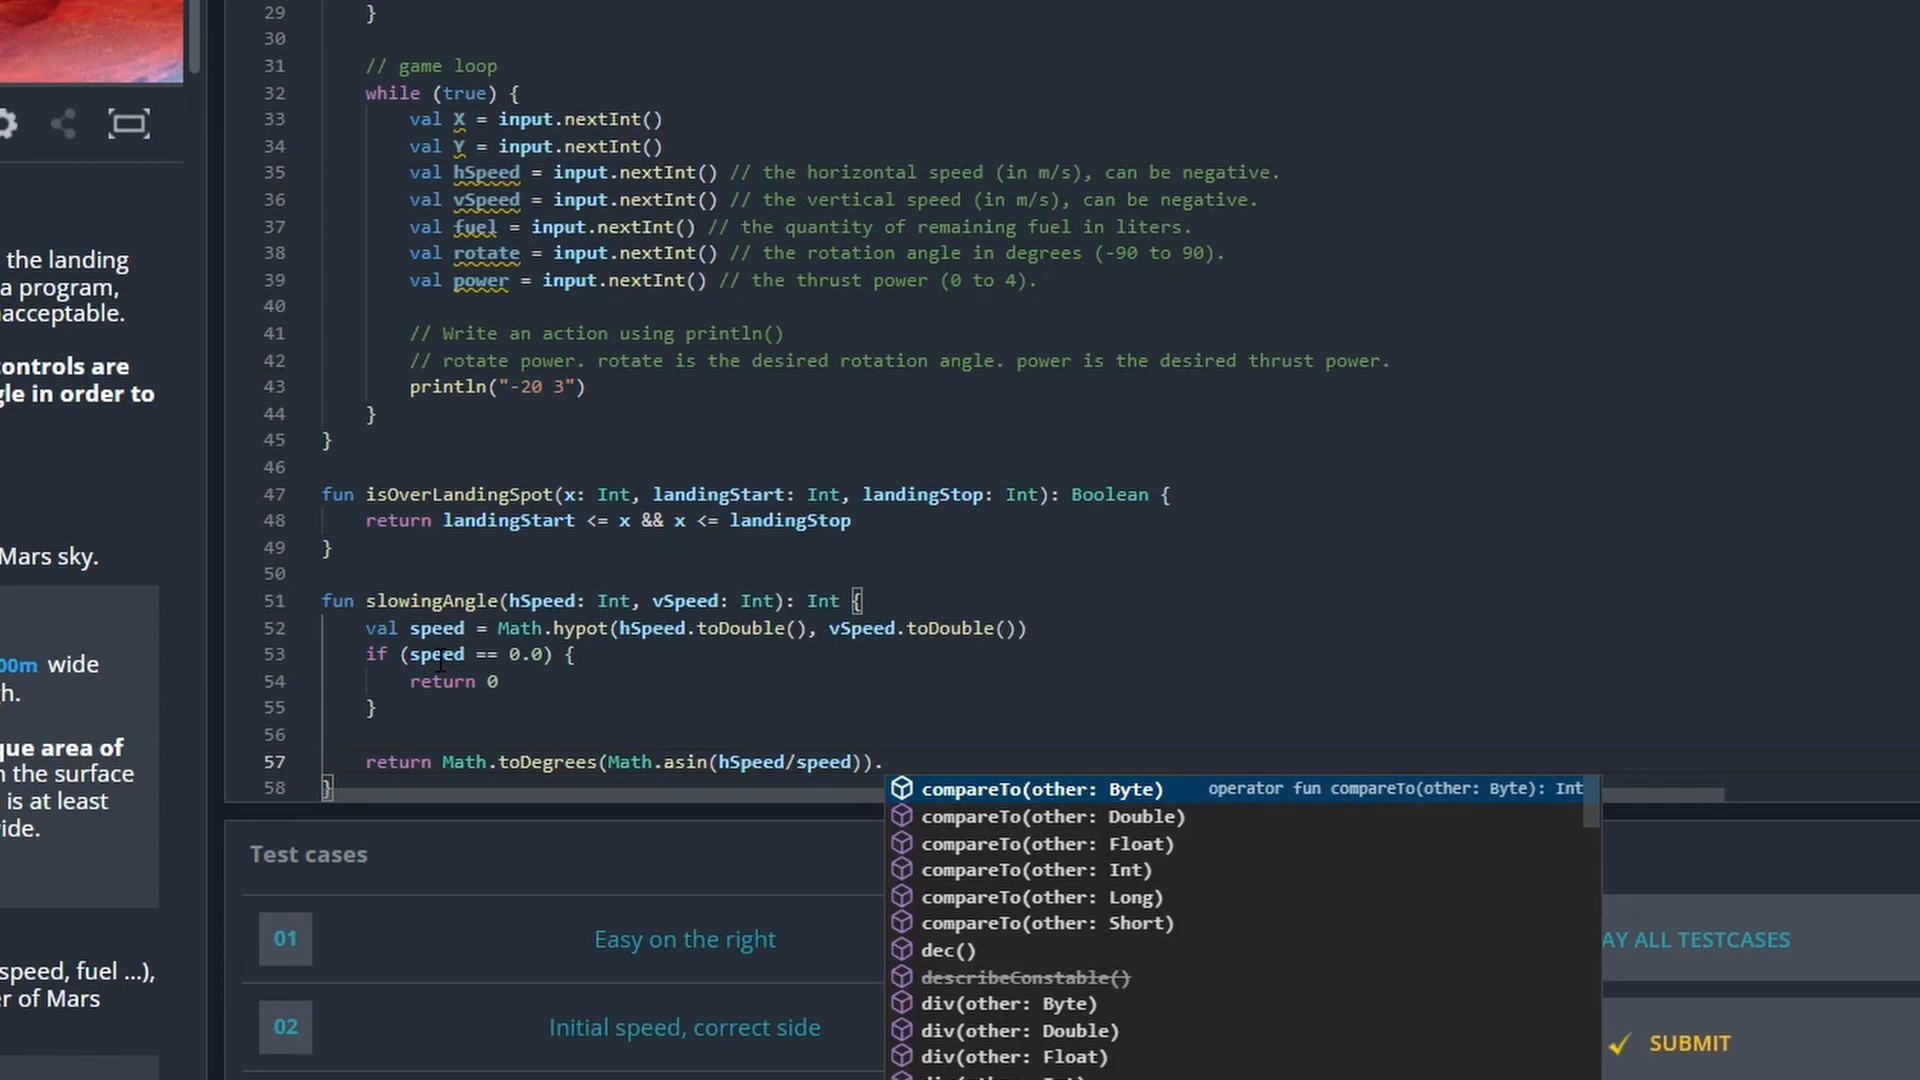 29 }
30
31 // game loop
32 while (true) {
33 val X = input.nextInt()
34 val Y = input.nextInt()
35 val hSpeed = input.nextInt() // the horizontal speed (in m/s), can be negative.
36 val vSpeed = input.nextInt() // the vertical speed (in m/s), can be negative.
37 val fuel = input.nextInt() // the quantity of remaining fuel in liters.
38 val rotate = input.nextInt() // the rotation angle in degrees (-90 to 90).
39 val power = input.nextInt() // the thrust power (0 to 4).
40
41 // Write an action using println()
42 // rotate power. rotate is the desired rotation angle. power is the desired thrust power.
43 println("-20 3")
44 }
45 }
46
47 fun isOverLandingSpot(x: Int, landingStart: Int, landingStop: Int): Boolean {
48 return landingStart <= x && x <= landingStop
49 }
50
51 fun slowingAngle(hSpeed: Int, vSpeed: Int): Int {
52 val speed = Math.hypot(hSpeed.toDouble(), vSpeed.toDouble())
53 if (speed == 0.0) {
54 return 0
55 }
56
57 return Math.toDegrees(Math.asin(hSpeed/speed)).
58 }
compareTo(other: Byte) operator fun compareTo(other: Byte): Int
compareTo(other: Double)
compareTo(other: Float)
compareTo(other: Int)
compareTo(other: Long)
compareTo(other: Short)
dec()
describeConstable()
div(other: Byte)
div(other: Double)
div(other: Float)
the landing
a program,
acceptable.
ontrols are
gle in order to
Mars sky.
00m wide
gh.
que area of
the surface
is at least
ide.
speed, fuel ...),
er of Mars
Test cases
01 Easy on the right
02 Initial speed, correct side
AY ALL TESTCASES
SUBMIT